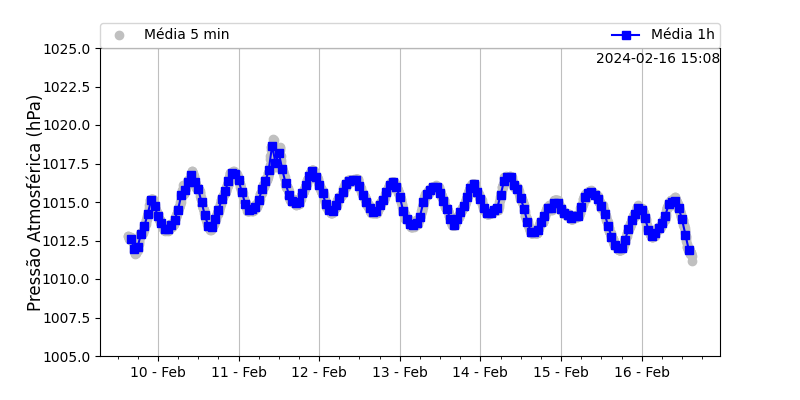 Média 5 min
Média 1h
2024-02-16 15:08
Pressão Atmosférica (hPa)
1025.0
1022.5
1020.0
1017.5
1015.0
1012.5
1010.0
1007.5
1005.0
10 - Feb
11 - Feb
12 - Feb
13 - Feb
14 - Feb
15 - Feb
16 - Feb